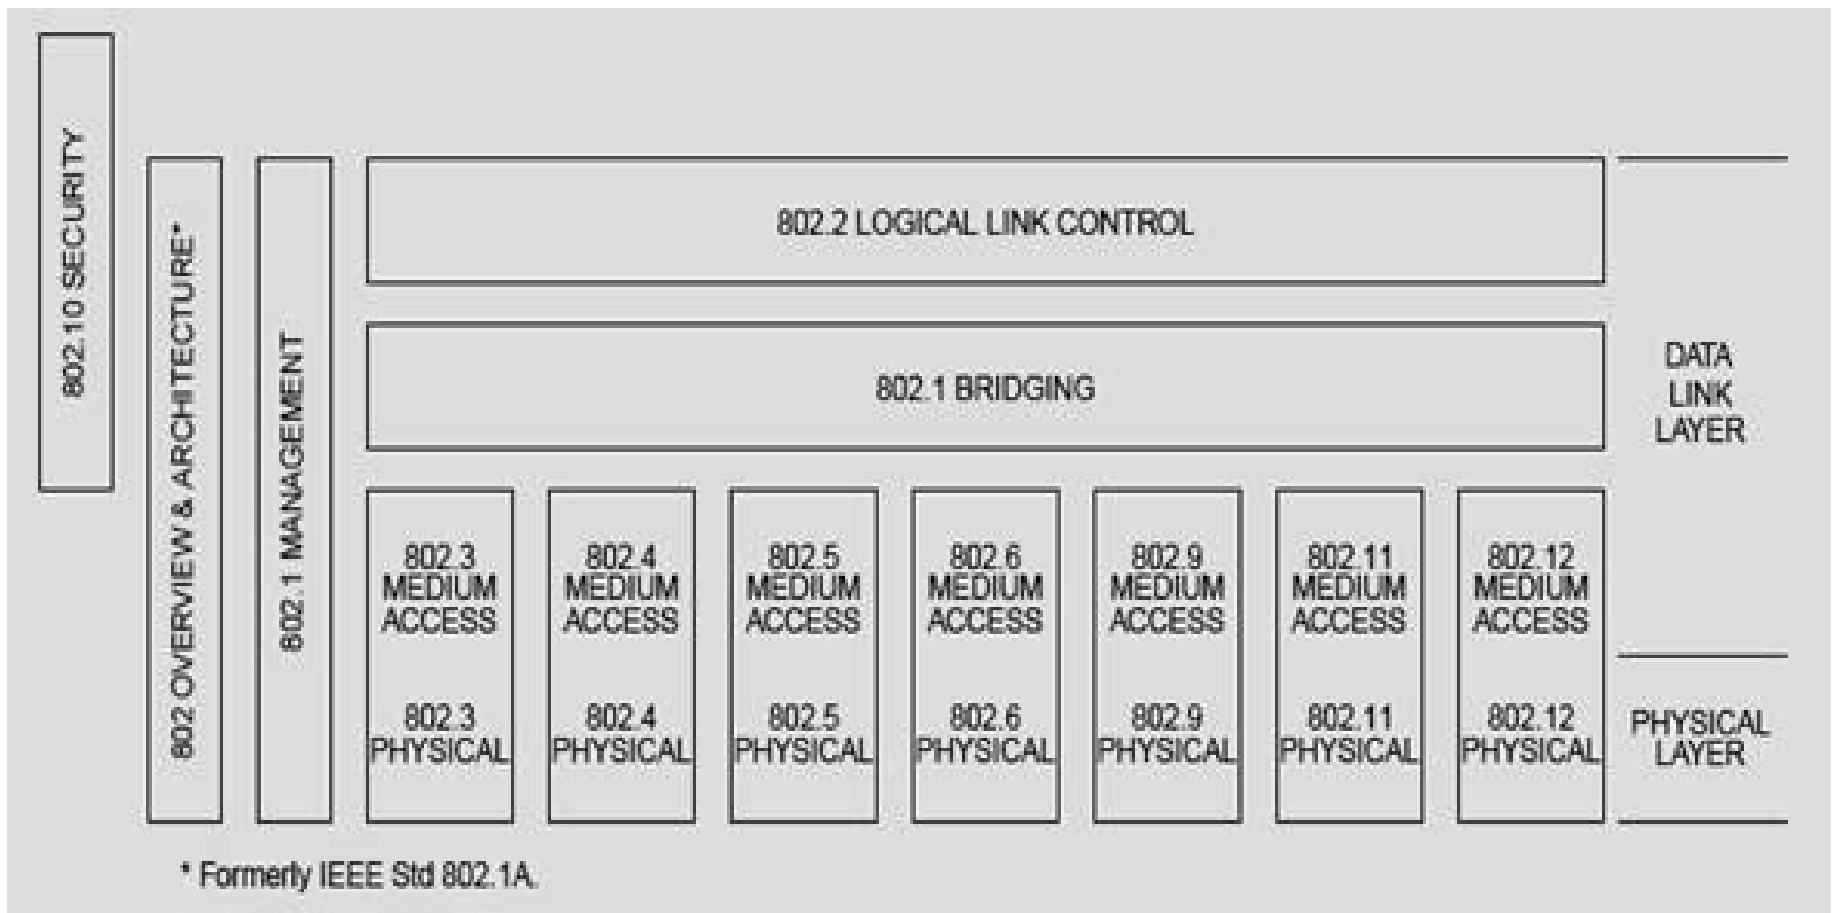 802.10 SECURITY
802 OVERVIEW & ARCHITECTURE*
802.1 MANAGEMENT
802.2 LOGICAL LINK CONTROL
802.1 BRIDGING
DATA
LINK
LAYER
802.3
MEDIUM
ACCESS
802.3
PHYSICAL
802.4
MEDIUM
ACCESS
802.4
PHYSICAL
802.5
MEDIUM
ACCESS
802.5
PHYSICAL
802.6
MEDIUM
ACCESS
802.6
PHYSICAL
802.9
MEDIUM
ACCESS
802.9
PHYSICAL
802.11
MEDIUM
ACCESS
802.11
PHYSICAL
802.12
MEDIUM
ACCESS
802.12
PHYSICAL
PHYSICAL
LAYER
* Formerly IEEE Std 802.1A.